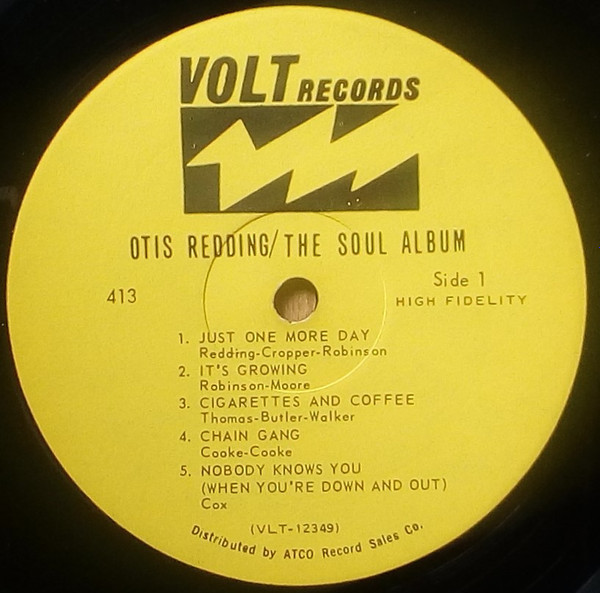 VOLT RECORDS
OTIS REDDING/THE SOUL ALBUM
413
Side 1
HIGH FIDELITY
1. JUST ONE MORE DAY
Redding-Cropper-Robinson
2. IT'S GROWING
Robinson-Moore
3. CIGARETTES AND COFFEE
Thomas-Butler-Walker
4. CHAIN GANG
Cooke-Cooke
5. NOBODY KNOWS YOU
(WHEN YOU'RE DOWN AND OUT)
Cox
(VLT-12349)
Distributed by ATCO Record Sales Co.